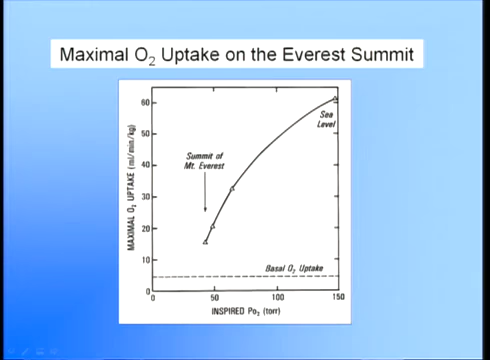 Maximal O₂ Uptake on the Everest Summit
MAXIMAL O₂ UPTAKE (ml/min/kg)
60
50
40
30
20
10
0
Sea
Level
Summit of
Mt. Everest
Basal O₂ Uptake
0
50
100
150
INSPIRED Po₂ (torr)